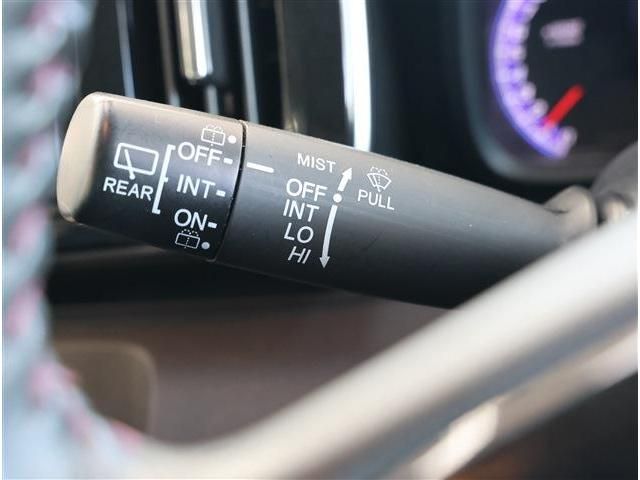 REAR
OFF-
INT-
ON-
MIST
OFF
INT
LO
HI
PULL